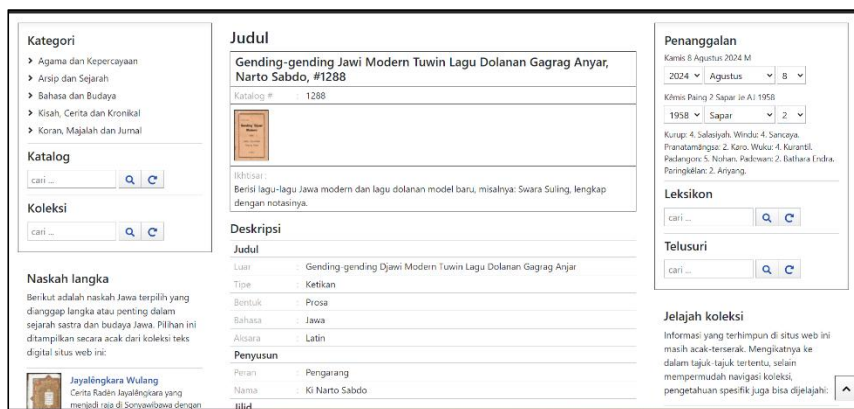 Kategori
Agama dan Kepercayaan
Arsip dan Sejarah
Bahasa dan Budaya
Kisah, Cerita dan Kronikal
Koran, Majalah dan Jurnal
Katalog
cari ...
Koleksi
cari ...
Naskah langka
Berikut adalah naskah Jawa terpilih yang
dianggap langka atau penting dalam
sejarah sastra dan budaya Jawa. Pilihan ini
ditampilkan secara acak dari koleksi teks
digital situs web ini:
Jayalêngkara Wulang
Cerita Radèn Jayalêngkara yang
menjadi raja di Sonyawibawa dengan
Judul
Gending-gending Jawi Modern Tuwin Lagu Dolanan Gagrag Anyar,
Narto Sabdo, #1288
Katalog # : 1288
Ikhtisar :
Berisi lagu-lagu Jawa modern dan lagu dolanan model baru, misalnya: Swara Suling, lengkap
dengan notasinya.
Deskripsi
Judul
Luar : Gending-gending Djawi Modern Tuwin Lagu Dolanan Gagrag Anjar
Tipe : Ketikan
Bentuk : Prosa
Bahasa : Jawa
Aksara : Latin
Penyusun
Peran : Pengarang
Nama : Ki Narto Sabdo
Jilid
Penanggalan
Kamis 8 Agustus 2024 M
2024 Agustus 8
Kêmis Paing 2 Sapar Je AJ 1958
1958 Sapar 2
Kurup: 4. Salasiyah. Windu: 4. Sancaya.
Pranatamăngsa: 2. Karo. Wuku: 4. Kurantil.
Padangon: 5. Nohan. Padewan: 2. Bathara Endra.
Paringkêlan: 2. Ariyang.
Leksikon
cari ...
Telusuri
cari ...
Jelajah koleksi
Informasi yang terhimpun di situs web ini
masih acak-terserak. Mengikatnya ke
dalam tajuk-tajuk tertentu, selain
mempermudah navigasi koleksi,
pengetahuan spesifik juga bisa dijelajahi: